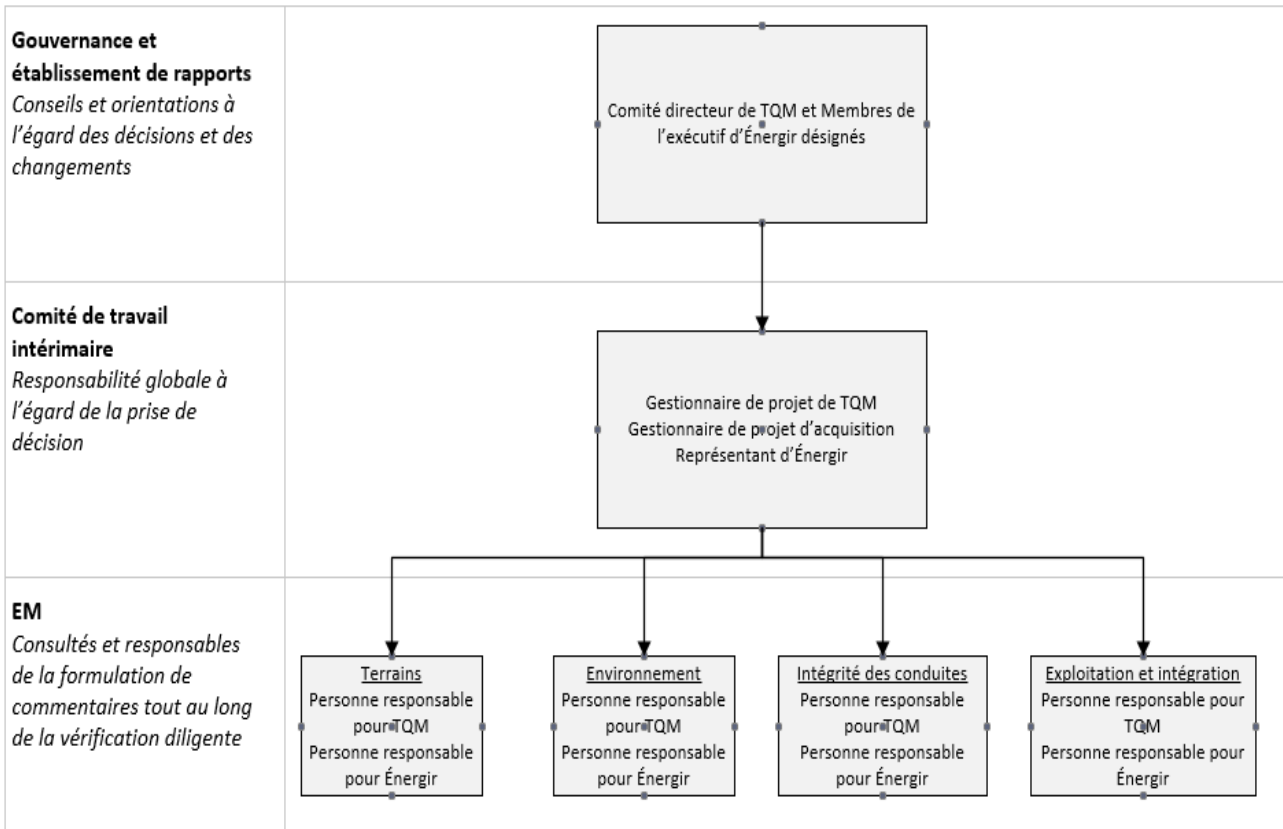 Gouvernance et
établissement de rapports
Conseils et orientations à
l'égard des décisions et des
changements
Comité directeur de TQM et Membres de
l'exécutif d'Énergir désignés
Comité de travail
intérimaire
Responsabilité globale à
l'égard de la prise de
décision
Gestionnaire de projet de TQM
Gestionnaire de projet d'acquisition
Représentant d'Énergir
EM
Consultés et responsables
de la formulation de
commentaires tout au long
de la vérification diligente
Terrains
Personne responsable
pour TQM
Personne responsable
pour Énergir
Environnement
Personne responsable
pour TQM
Personne responsable
pour Énergir
Intégrité des conduites
Personne responsable
pour TQM
Personne responsable
pour Énergir
Exploitation et intégration
Personne responsable pour
TQM
Personne responsable pour
Énergir